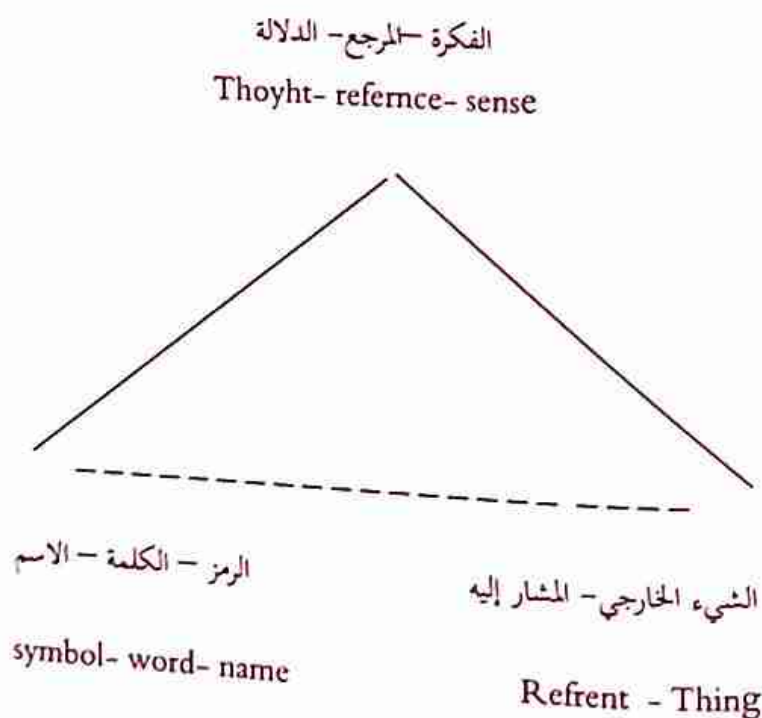 الفكرة – المرجع – الدلالة
Thoyht- refernce- sense
الرمز – الكلمة – الاسم
الشيء الخارجي – المشار إليه
symbol- word- name
Refrent - Thing